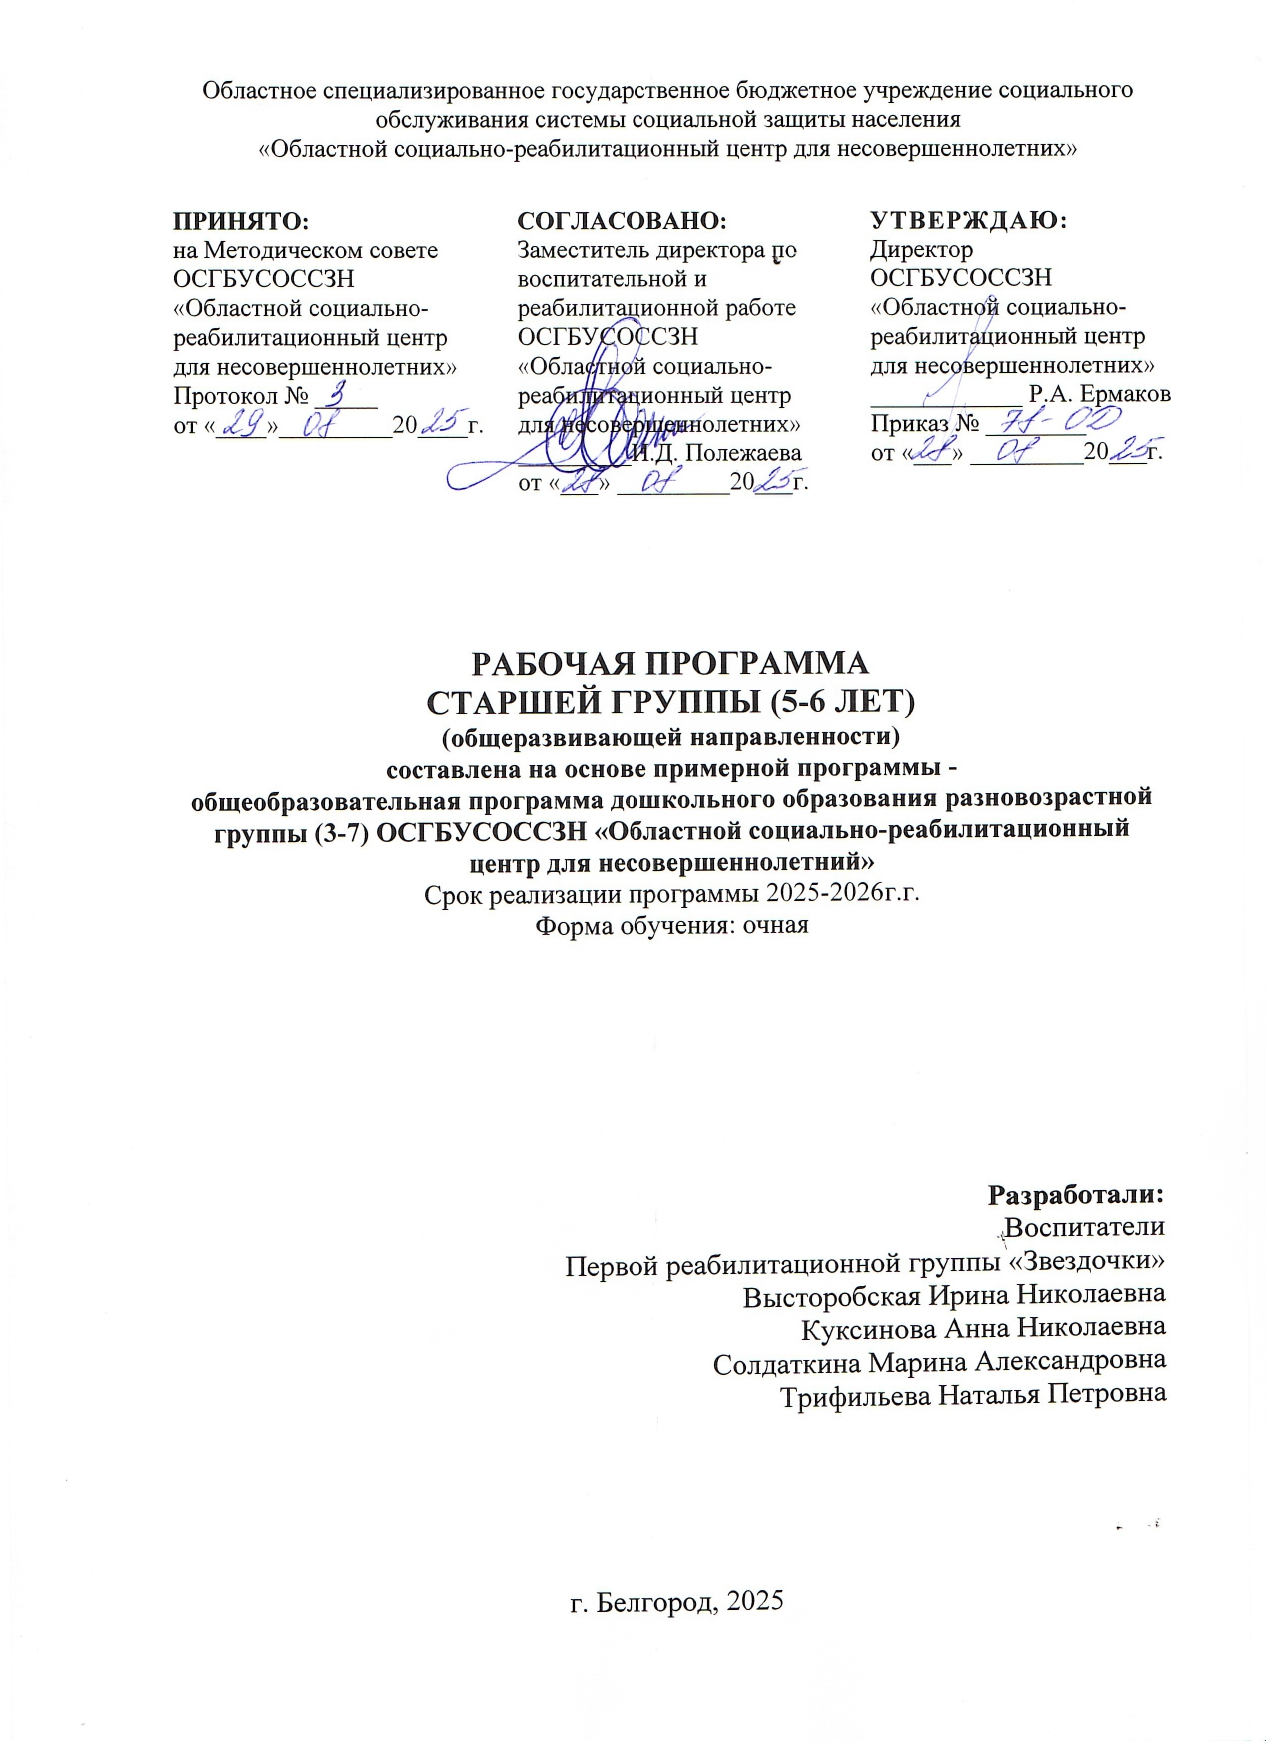 Областное специализированное государственное бюджетное учреждение социального
обслуживания системы социальной защиты населения
«Областной социально-реабилитационный центр для несовершеннолетних»
ПРИНЯТО:
на Методическом совете
ОСГБУСОССЗН
«Областной социально-
реабилитационный центр
для несовершеннолетних»
Протокол № 3
от «29» 08 2025г.
СОГЛАСОВАНО:
Заместитель директора по
воспитательной и
реабилитационной работе
ОСГБУСОССЗН
«Областной социально-
реабилитационный центр
для несовершеннолетних»
И.Д. Полежаева
от «28» 08 2025г.
УТВЕРЖДАЮ:
Директор
ОСГБУСОССЗН
«Областной социально-
реабилитационный центр
для несовершеннолетних»
Р.А. Ермаков
Приказ № 71-ОД
от «28» 08 2025г.
РАБОЧАЯ ПРОГРАММА
СТАРШЕЙ ГРУППЫ (5-6 ЛЕТ)
(общеразвивающей направленности)
составлена на основе примерной программы -
общеобразовательная программа дошкольного образования разновозрастной
группы (3-7) ОСГБУСОССЗН «Областной социально-реабилитационный
центр для несовершеннолетний»
Срок реализации программы 2025-2026г.г.
Форма обучения: очная
Разработали:
Воспитатели
Первой реабилитационной группы «Звездочки»
Высторобская Ирина Николаевна
Куксинова Анна Николаевна
Солдаткина Марина Александровна
Трифильева Наталья Петровна
г. Белгород, 2025